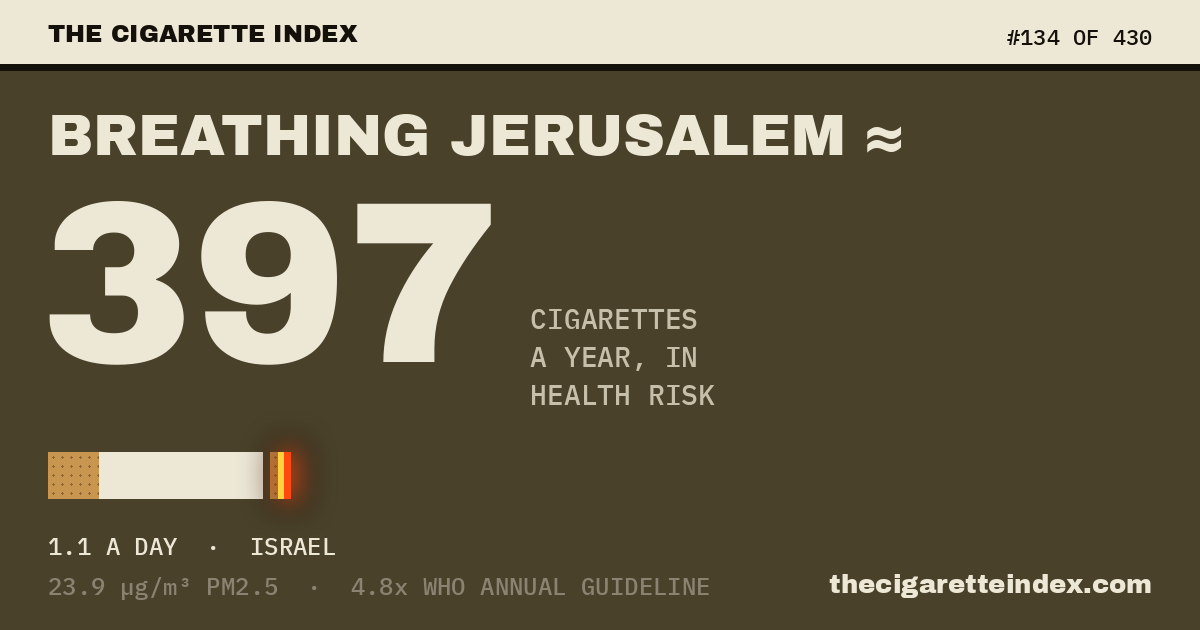 THE CIGARETTE INDEX
#134 OF 430
BREATHING JERUSALEM ≈
397
CIGARETTES
A YEAR, IN
HEALTH RISK
1.1 A DAY · ISRAEL
23.9 µg/m³ PM2.5 · 4.8x WHO ANNUAL GUIDELINE
thecigaretteindex.com